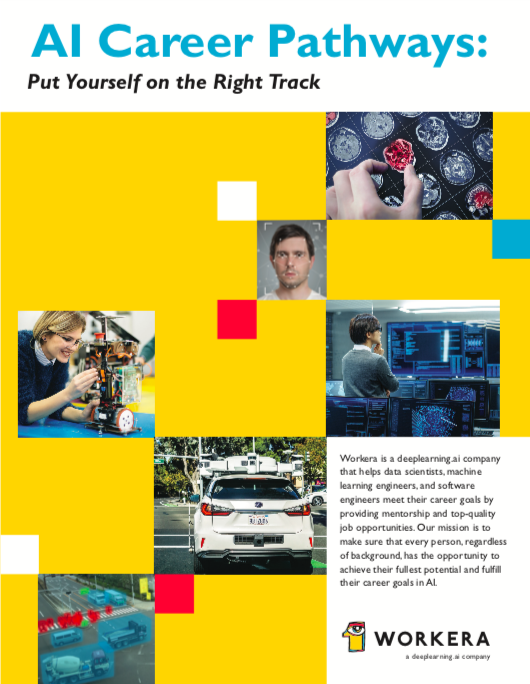 AI Career Pathways:
Put Yourself on the Right Track
Workera is a deeplearning.ai company
that helps data scientists, machine
learning engineers, and software
engineers meet their career goals by
providing mentorship and top-quality
job opportunities. Our mission is to
make sure that every person, regardless
of background, has the opportunity to
achieve their fullest potential and fulfill
their career goals in AI.
WORKERA
a deeplearning.ai company